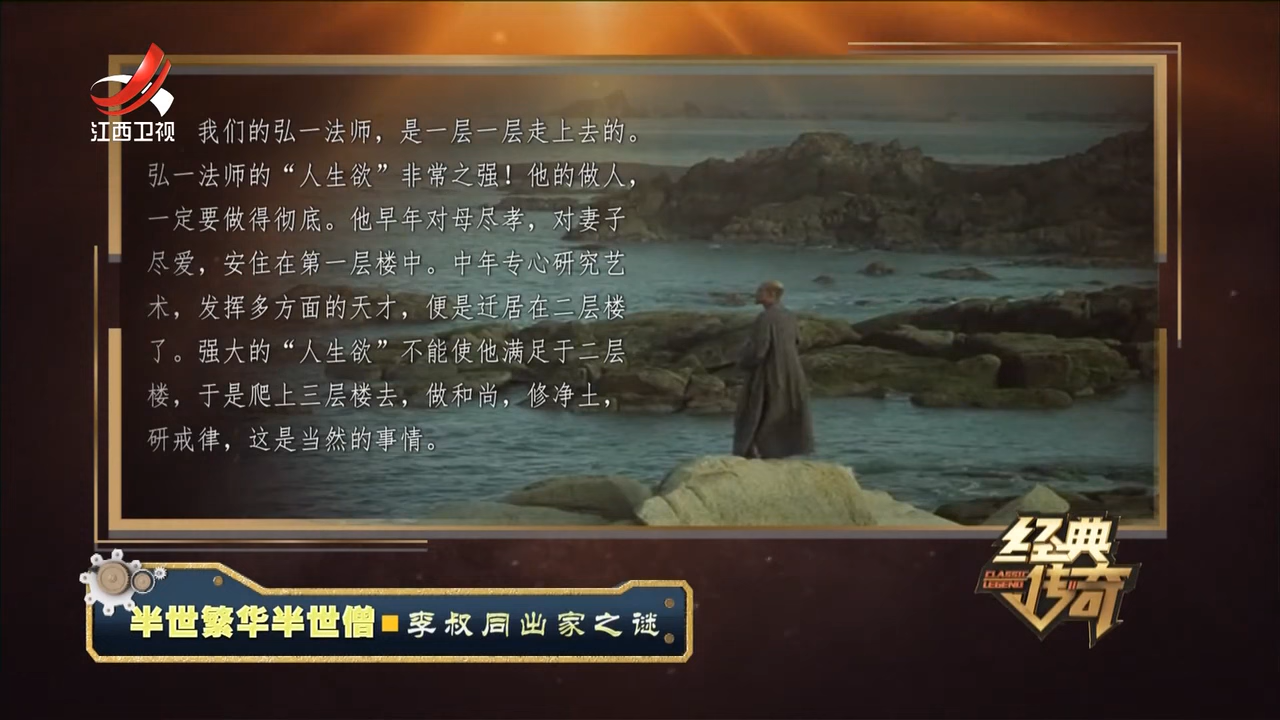 江西卫视
我们的弘一法师，是一层一层走上去的。
弘一法师的“人生欲”非常之强！他的做人，
一定要做得彻底。他早年对母尽孝，对妻子
尽爱，安住在第一层楼中。中年专心研究艺
术，发挥多方面的天才，便是迁居在二层楼
了。强大的“人生欲”不能使他满足于二层
楼，于是爬上三层楼去，做和尚，修净土，
研戒律，这是当然的事情。
经典
CLASSIC
LEGEND
传奇
半世繁华半世僧■李叔同出家之谜